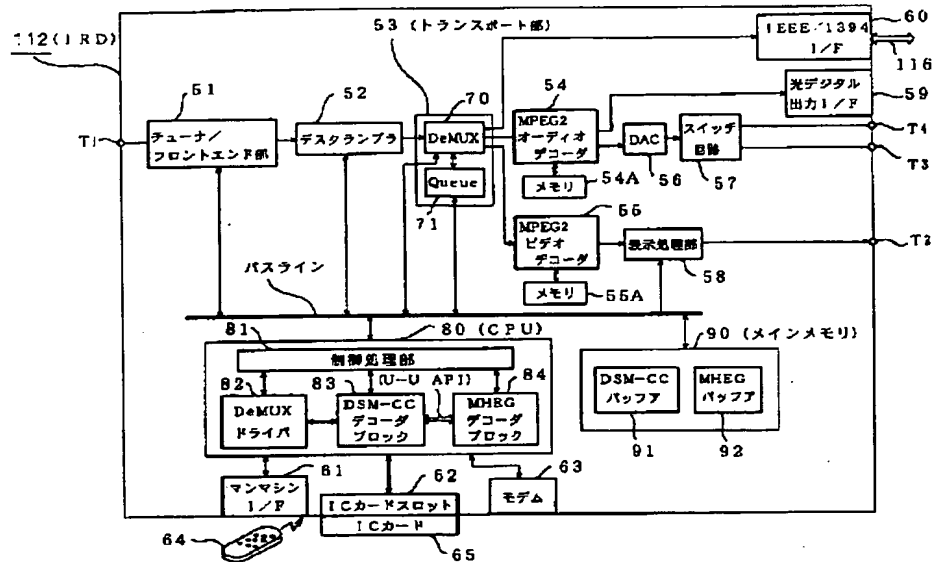 112(IRD)
53 (トランスポート部)
60
IEEE/1394
I/F
116
51
52
70
54
光デジタル
出力I/F
59
T1
チューナ/
フロントエンド部
デスクランブラ
DeMUX
MPEG2
オーディオ
デコーダ
DAC
スイッチ
回路
T4
T3
Queue
71
メモリ
54A
56
57
55
MPEG2
ビデオ
デコーダ
表示処理部
T2
58
メモリ
55A
バスライン
81
80 (CPU)
制御処理部
90 (メインメモリ)
82
83
(U-U API)
84
DeMUX
ドライバ
DSM-CC
デコーダ
ブロック
MHEG
デコーダ
ブロック
DSM-CC
バッファ
MHEG
バッファ
91
92
61
62
63
マンマシン
I/F
ICカードスロット
モデム
ICカード
64
65